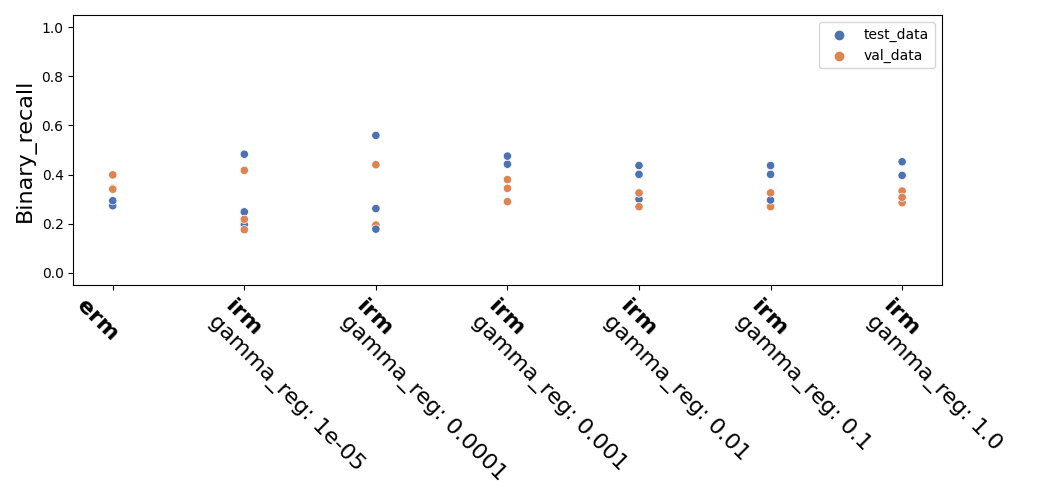 1.0
0.8
0.6
0.4
0.2
0.0
Binary_recall
test_data
val_data
erm
irm
gamma_reg: 1e-05
irm
gamma_reg: 0.0001
irm
gamma_reg: 0.001
irm
gamma_reg: 0.01
irm
gamma_reg: 0.1
irm
gamma_reg: 1.0